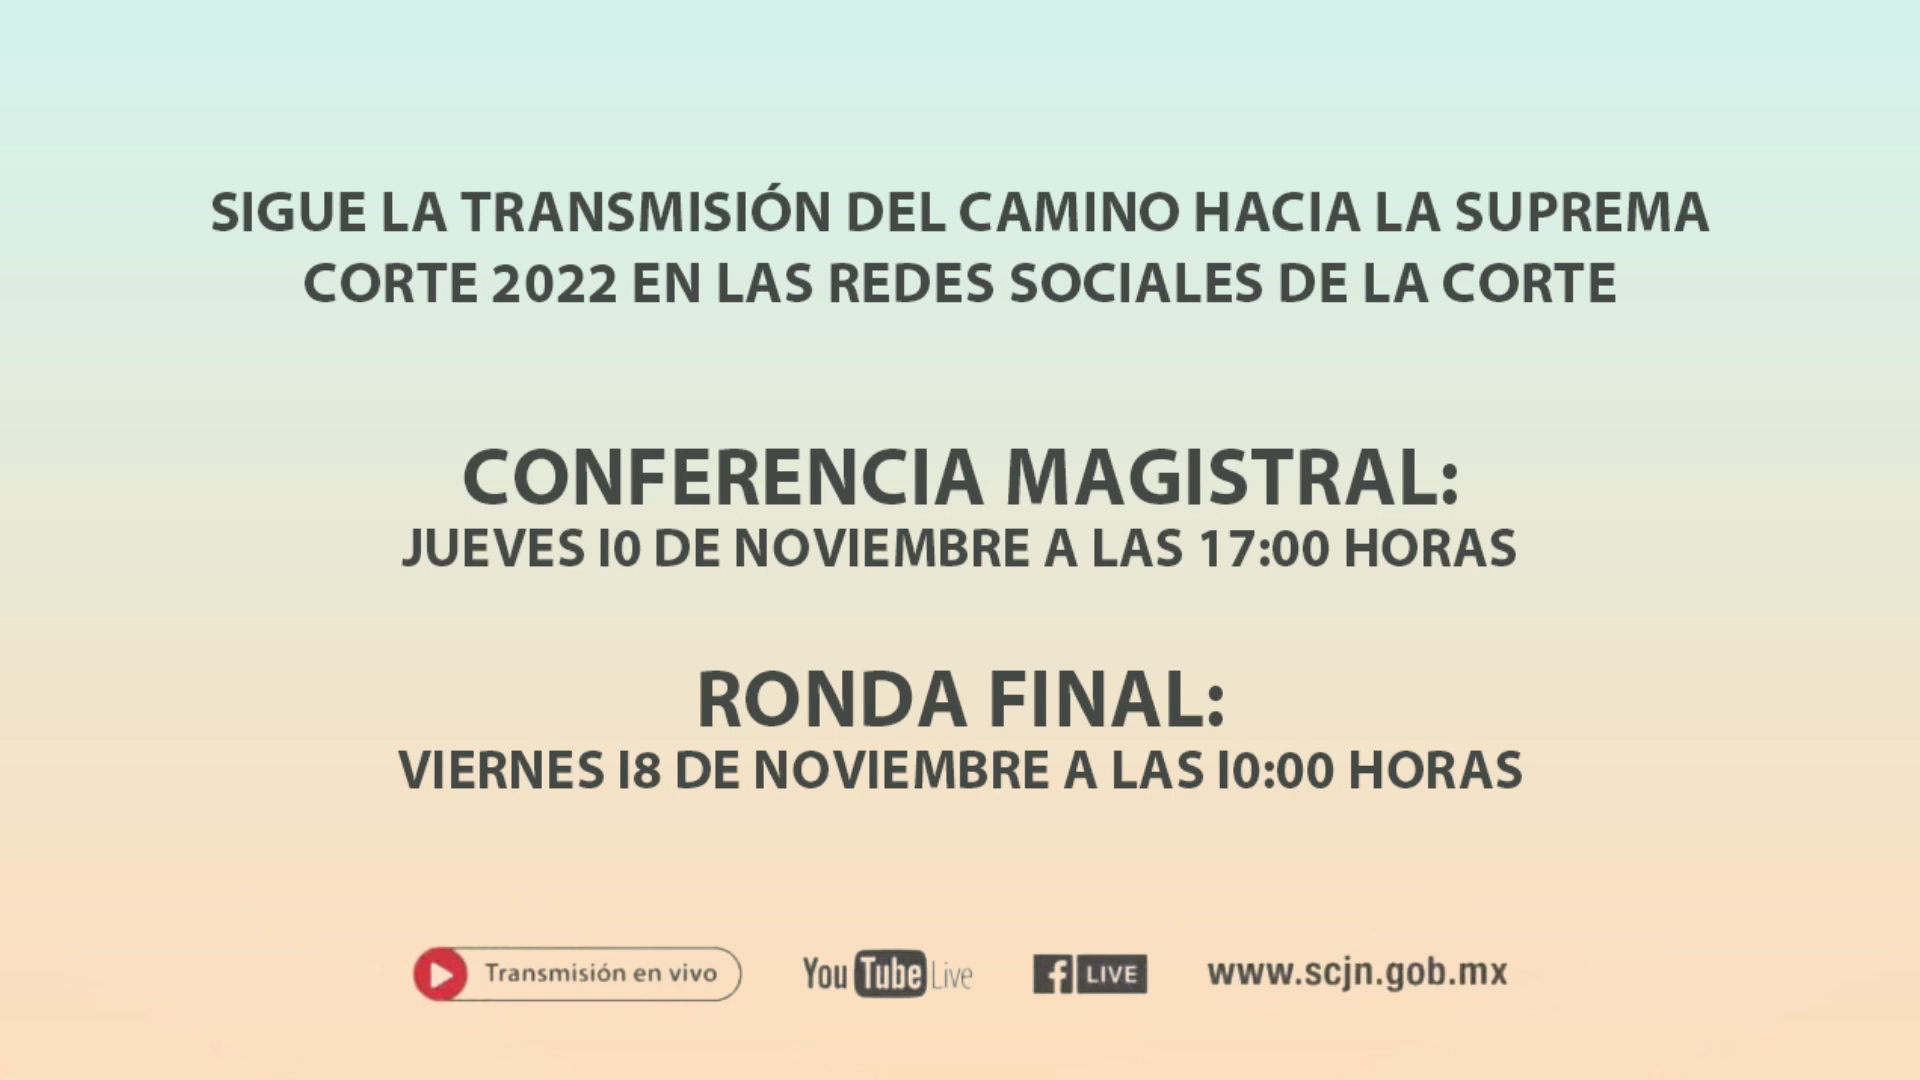 SIGUE LA TRANSMISIÓN DEL CAMINO HACIA LA SUPREMA
CORTE 2022 EN LAS REDES SOCIALES DE LA CORTE
CONFERENCIA MAGISTRAL:
JUEVES 10 DE NOVIEMBRE A LAS 17:00 HORAS
RONDA FINAL:
VIERNES 18 DE NOVIEMBRE A LAS 10:00 HORAS
Transmisión en vivo YouTube Live f LIVE www.scjn.gob.mx